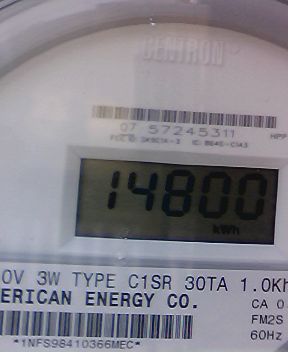 CENTRON
07 57245311
HPP
14800
kWh
0V 3W TYPE C1SR 30TA 1.0Kh
ERICAN ENERGY CO.
CA 0
FM2S
60Hz
*1NFS98410366MEC*